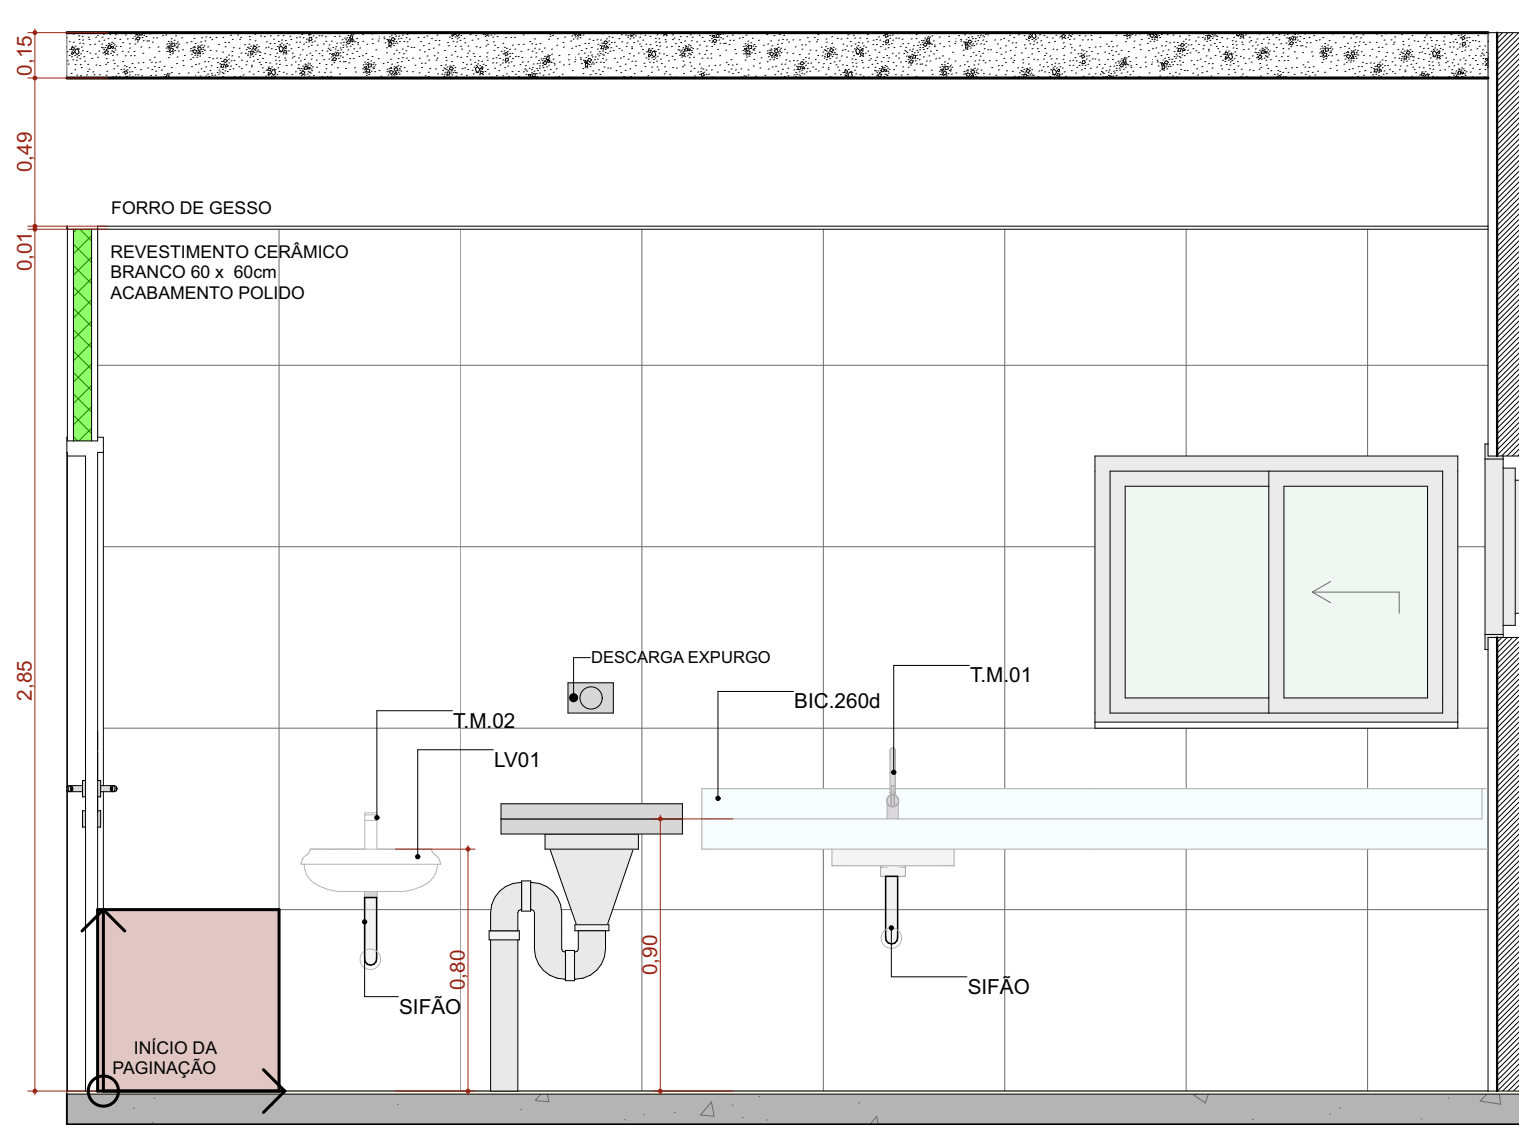 0,15
0,49
FORRO DE GESSO
0,01
REVESTIMENTO CERÂMICO
BRANCO 60 x 60cm
ACABAMENTO POLIDO
2,85
DESCARGA EXPURGO
T.M.01
BIC.260d
T.M.02
LV01
0,80
0,90
SIFÃO
SIFÃO
INÍCIO DA
PAGINAÇÃO